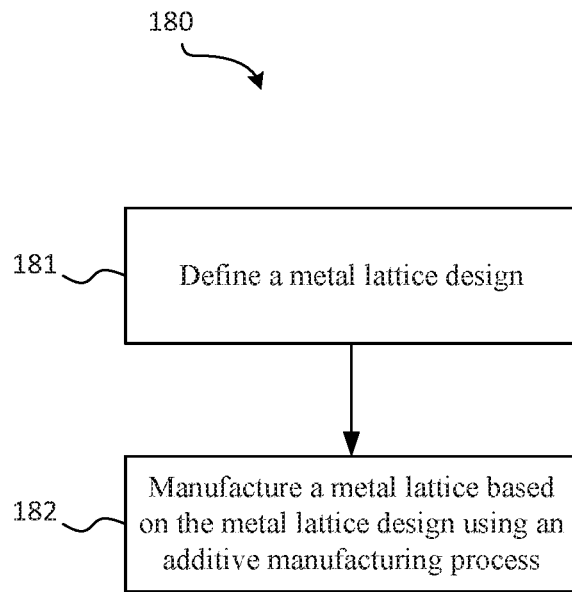 180
181
Define a metal lattice design
182
Manufacture a metal lattice based
on the metal lattice design using an
additive manufacturing process